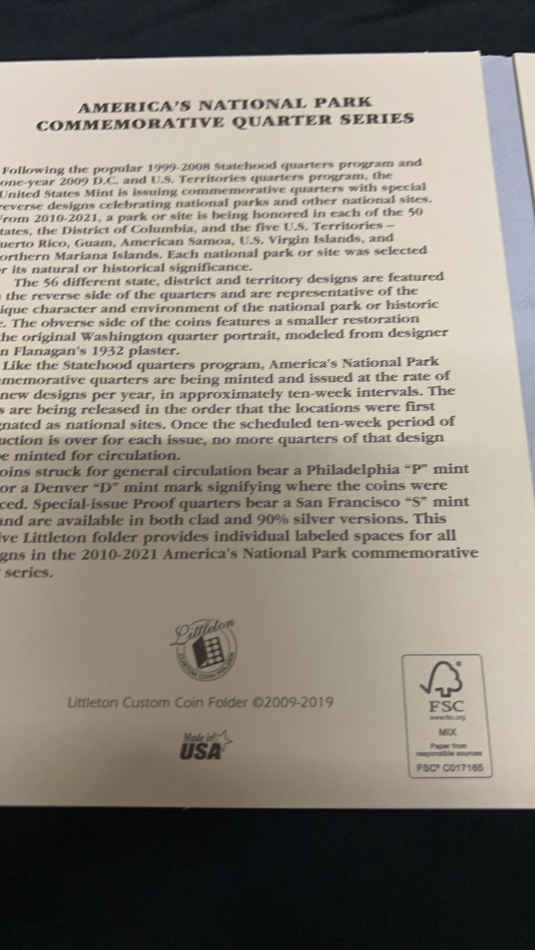 AMERICA'S NATIONAL PARK
COMMEMORATIVE QUARTER SERIES
Following the popular 1999-2008 Statehood quarters program and
one-year 2009 D.C. and U.S. Territories quarters program, the
United States Mint is issuing commemorative quarters with special
reverse designs celebrating national parks and other national sites.
From 2010-2021, a park or site is being honored in each of the 50
tates, the District of Columbia, and the five U.S. Territories –
uerto Rico, Guam, American Samoa, U.S. Virgin Islands, and
orthern Mariana Islands. Each national park or site was selected
r its natural or historical significance.
The 56 different state, district and territory designs are featured
the reverse side of the quarters and are representative of the
ique character and environment of the national park or historic
e. The obverse side of the coins features a smaller restoration
he original Washington quarter portrait, modeled from designer
n Flanagan's 1932 plaster.
Like the Statehood quarters program, America's National Park
memorative quarters are being minted and issued at the rate of
new designs per year, in approximately ten-week intervals. The
s are being released in the order that the locations were first
gnated as national sites. Once the scheduled ten-week period of
uction is over for each issue, no more quarters of that design
e minted for circulation.
oins struck for general circulation bear a Philadelphia "P" mint
or a Denver "D" mint mark signifying where the coins were
ced. Special-issue Proof quarters bear a San Francisco "S" mint
and are available in both clad and 90% silver versions. This
ive Littleton folder provides individual labeled spaces for all
gns in the 2010-2021 America's National Park commemorative
series.
Littleton
CUSTOM COIN FOLDER
Littleton Custom Coin Folder ©2009-2019
Made in
USA
FSC
www.fsc.org
MIX
Paper from
responsible sources
FSC® C017165